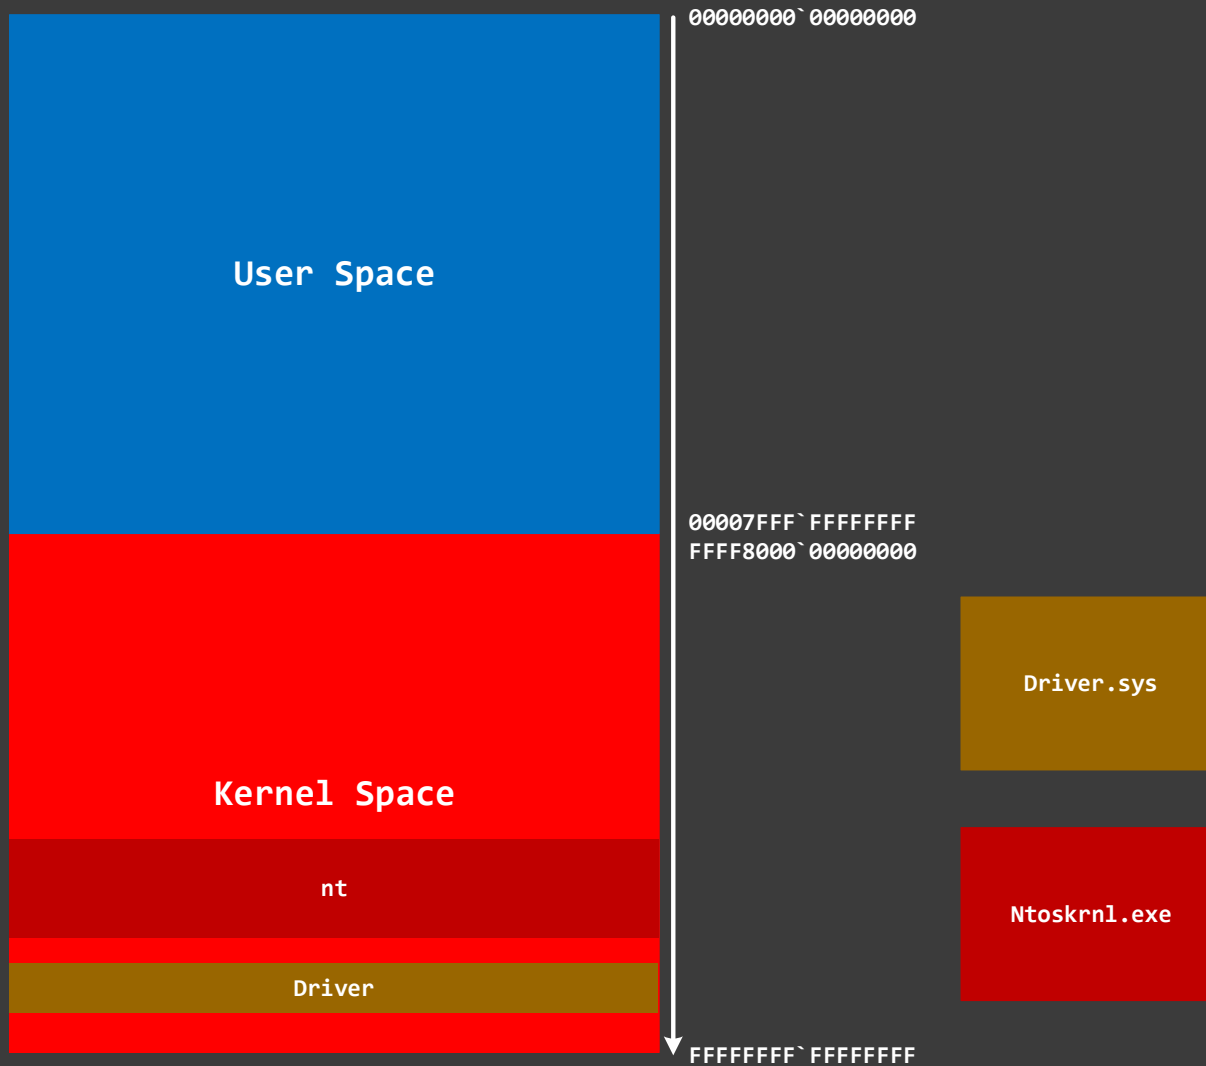 00000000`00000000
User Space
00007FFF`FFFFFFFF
FFFF8000`00000000
Driver.sys
Kernel Space
nt
Ntoskrnl.exe
Driver
FFFFFFFF`FFFFFFFF